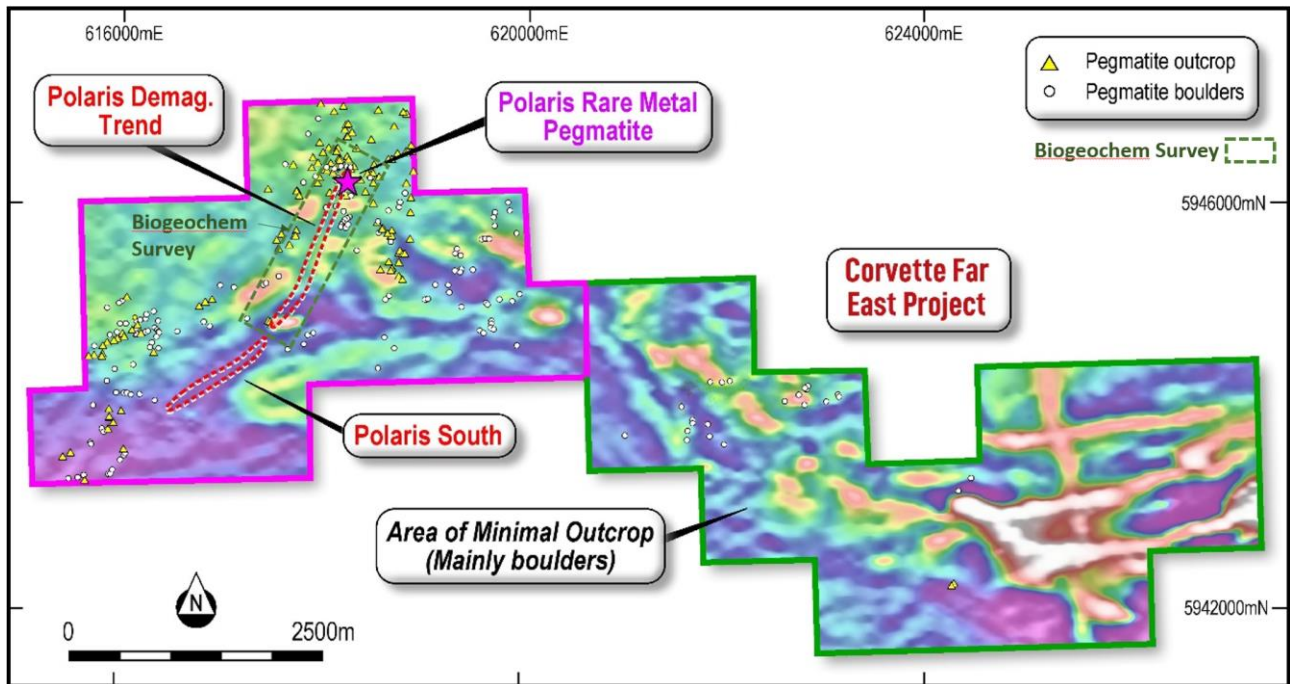 616000mE
620000mE
624000mE
Pegmatite outcrop
Pegmatite boulders
Biogeochem Survey
Polaris Demag.
Trend
Polaris Rare Metal
Pegmatite
5946000mN
Biogeochem
Survey
Corvette Far
East Project
Polaris South
Area of Minimal Outcrop
(Mainly boulders)
N
0
2500m
5942000mN